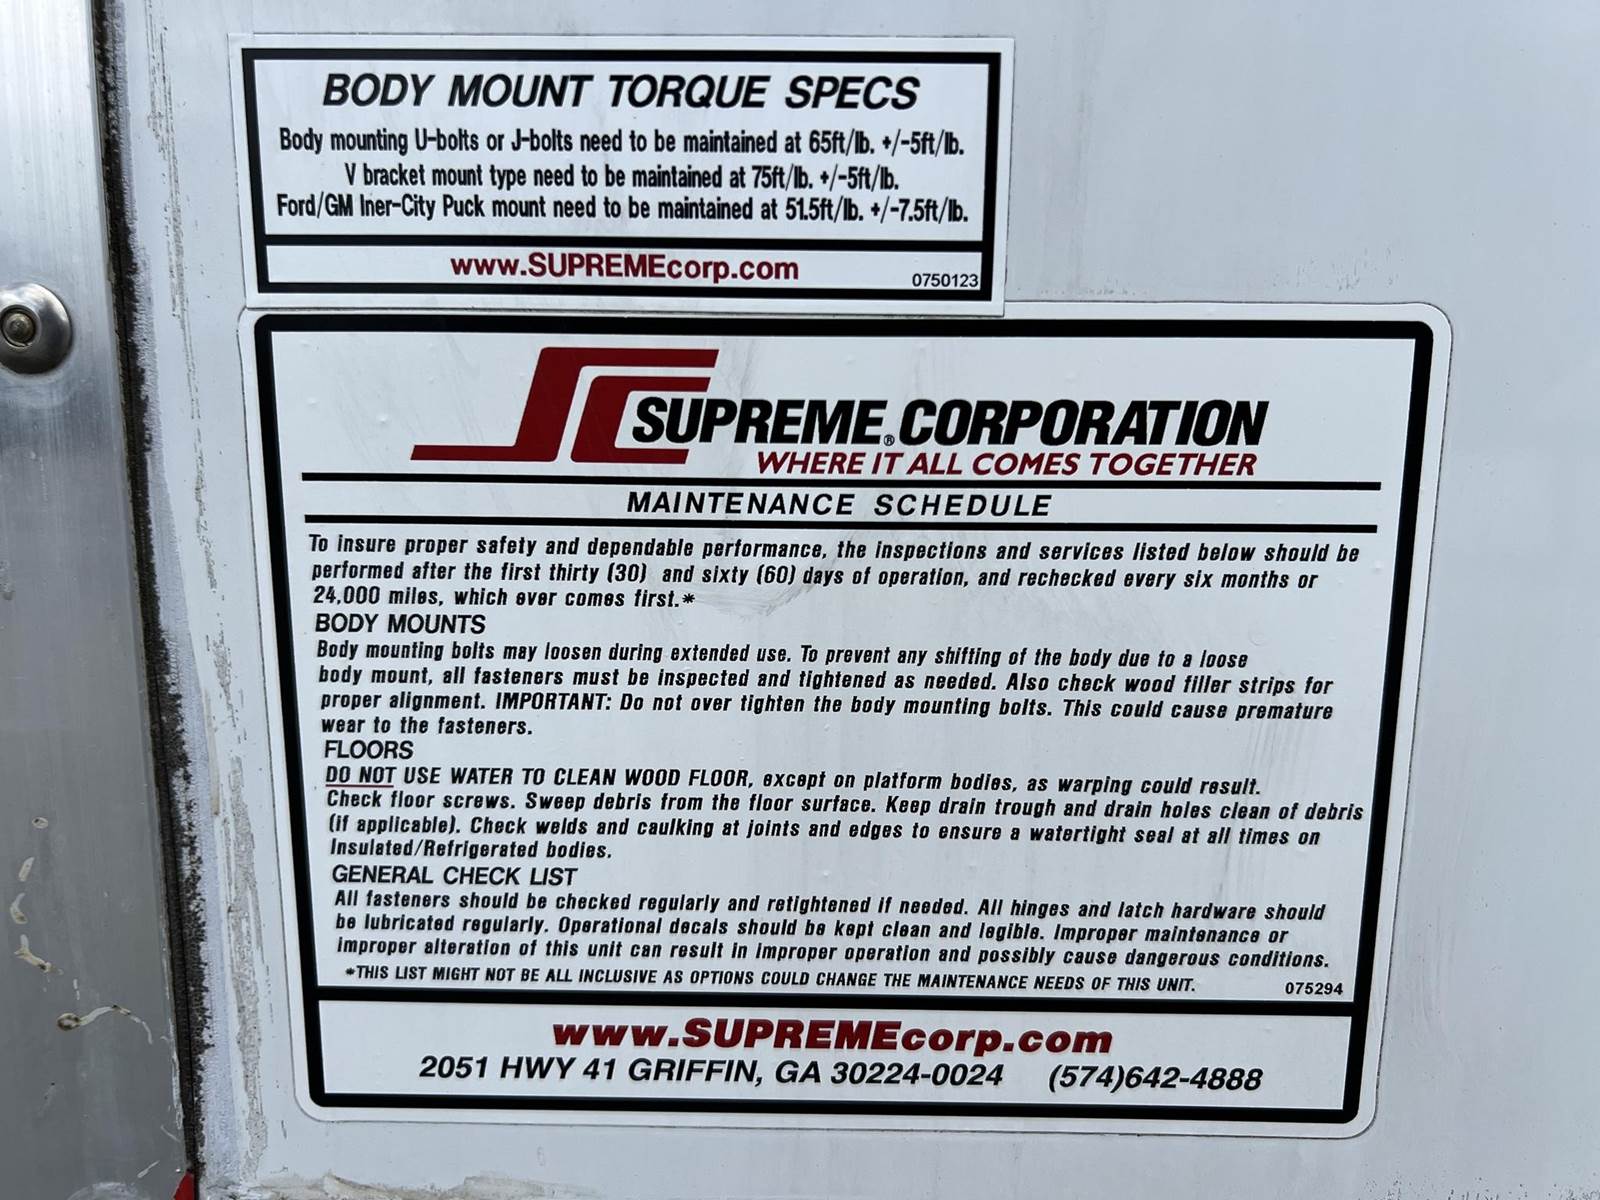 BODY MOUNT TORQUE SPECS
Body mounting U-bolts or J-bolts need to be maintained at 65ft/lb. +/-5ft/lb.
V bracket mount type need to be maintained at 75ft/lb. +/-5ft/lb.
Ford/GM Iner-City Puck mount need to be maintained at 51.5ft/lb. +/-7.5ft/lb.
www.SUPREMEcorp.com 0750123
SUPREME® CORPORATION
WHERE IT ALL COMES TOGETHER
MAINTENANCE SCHEDULE
To insure proper safety and dependable performance, the inspections and services listed below should be
performed after the first thirty (30) and sixty (60) days of operation, and rechecked every six months or
24,000 miles, which ever comes first.*
BODY MOUNTS
Body mounting bolts may loosen during extended use. To prevent any shifting of the body due to a loose
body mount, all fasteners must be inspected and tightened as needed. Also check wood filler strips for
proper alignment. IMPORTANT: Do not over tighten the body mounting bolts. This could cause premature
wear to the fasteners.
FLOORS
DO NOT USE WATER TO CLEAN WOOD FLOOR, except on platform bodies, as warping could result.
Check floor screws. Sweep debris from the floor surface. Keep drain trough and drain holes clean of debris
(if applicable). Check welds and caulking at joints and edges to ensure a watertight seal at all times on
Insulated/Refrigerated bodies.
GENERAL CHECK LIST
All fasteners should be checked regularly and retightened if needed. All hinges and latch hardware should
be lubricated regularly. Operational decals should be kept clean and legible. Improper maintenance or
improper alteration of this unit can result in improper operation and possibly cause dangerous conditions.
*THIS LIST MIGHT NOT BE ALL INCLUSIVE AS OPTIONS COULD CHANGE THE MAINTENANCE NEEDS OF THIS UNIT. 075294
www.SUPREMEcorp.com
2051 HWY 41 GRIFFIN, GA 30224-0024 (574)642-4888